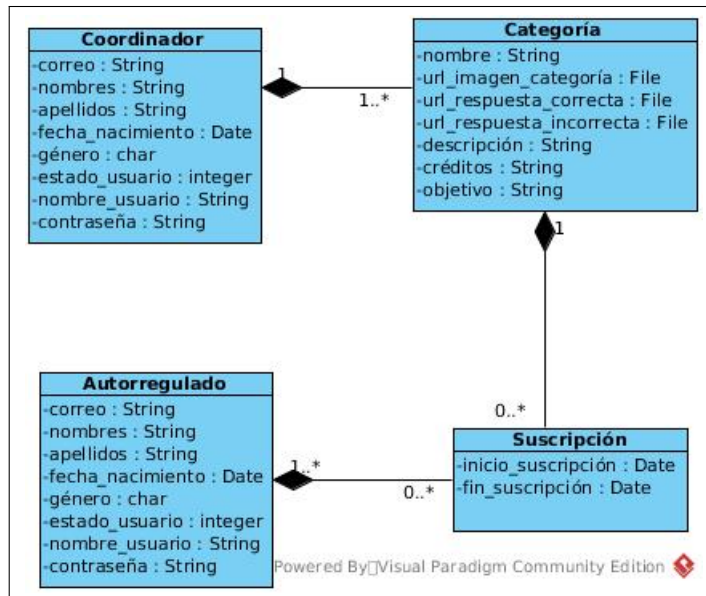 Coordinador
-correo : String
-nombres : String
-apellidos : String
-fecha_nacimiento : Date
-género : char
-estado_usuario : integer
-nombre_usuario : String
-contraseña : String
1
1..*
Categoría
-nombre : String
-url_imagen_categoría : File
-url_respuesta_correcta : File
-url_respuesta_incorrecta : File
-descripción : String
-créditos : String
-objetivo : String
1
0..*
Autorregulado
-correo : String
-nombres : String
-apellidos : String
-fecha_nacimiento : Date
-género : char
-estado_usuario : integer
-nombre_usuario : String
-contraseña : String
1..*
0..*
Suscripción
-inicio_suscripción : Date
-fin_suscripción : Date
Powered By Visual Paradigm Community Edition